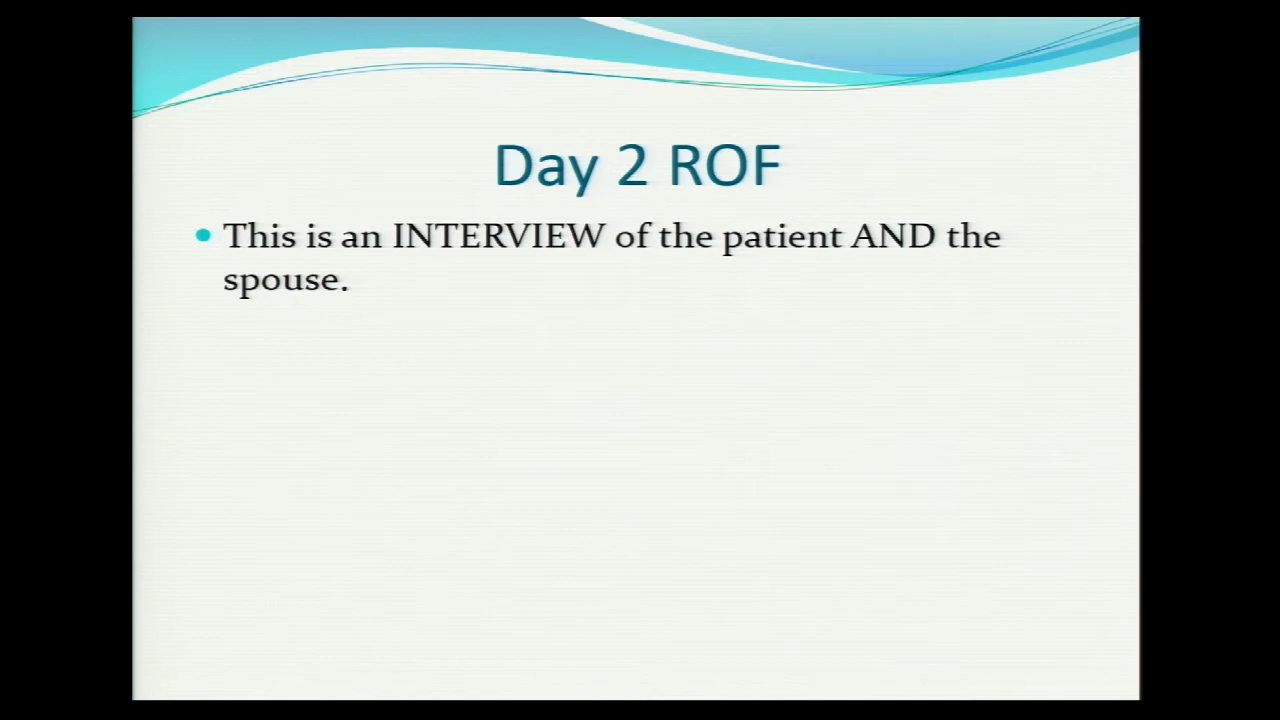 Day 2 ROF
• This is an INTERVIEW of the patient AND the
spouse.